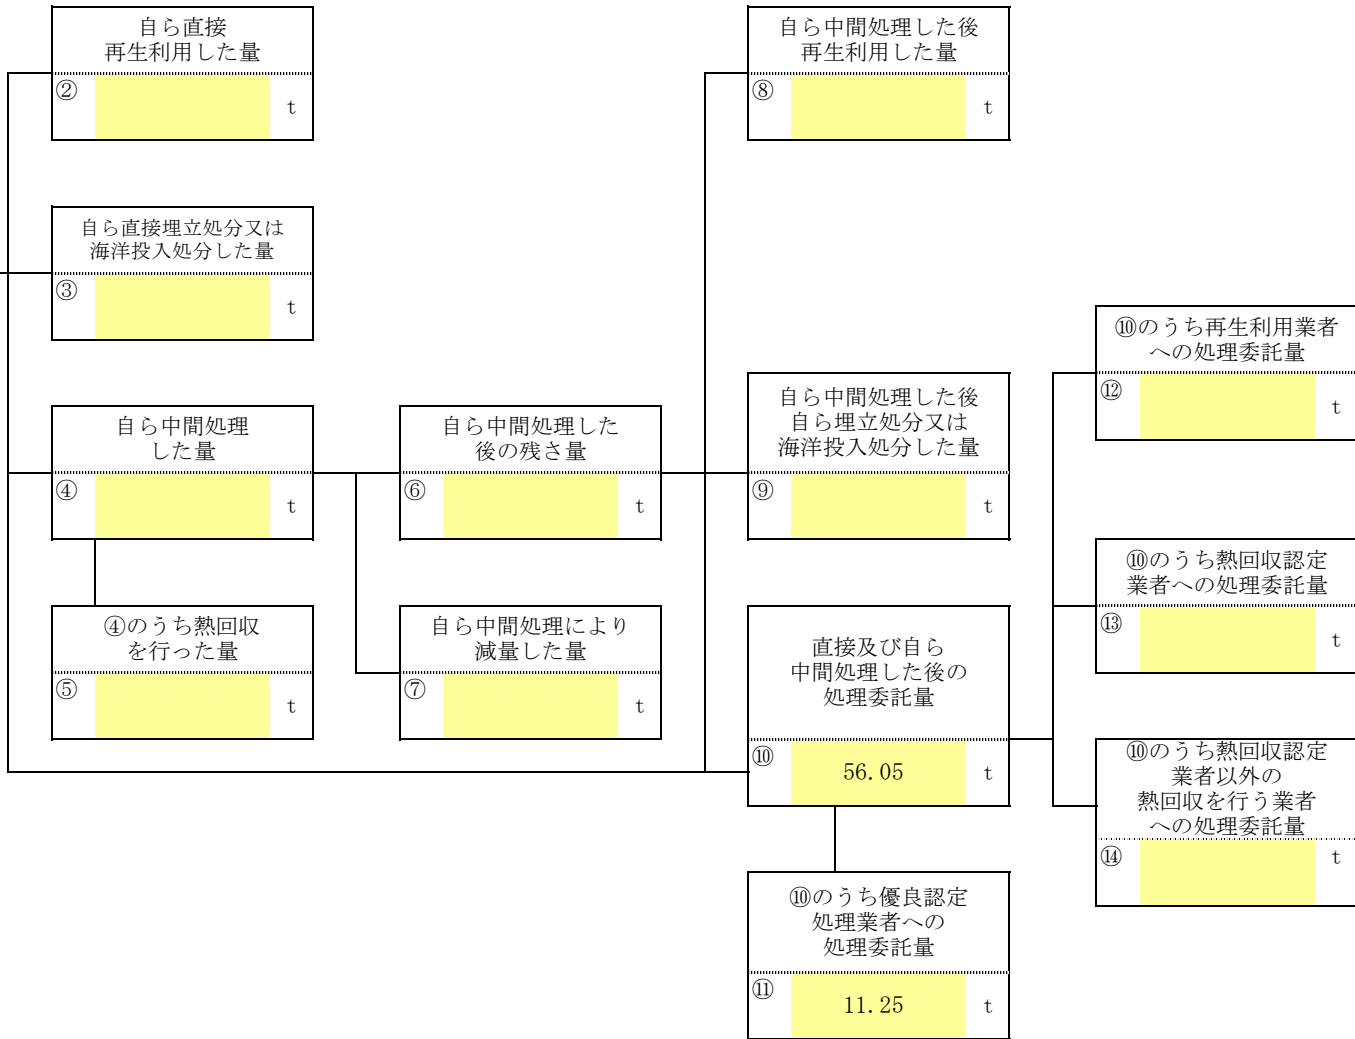 自ら直接
再生利用した量
②
t
自ら直接埋立処分又は
海洋投入処分した量
③
t
自ら中間処理
した量
④
t
④のうち熱回収
を行った量
⑤
t
自ら中間処理した
後の残さ量
⑥
t
自ら中間処理により
減量した量
⑦
t
自ら中間処理した後
再生利用した量
⑧
t
自ら中間処理した後
自ら埋立処分又は
海洋投入処分した量
⑨
t
直接及び自ら
中間処理した後の
処理委託量
⑩ 56.05 t
⑩のうち優良認定
処理業者への
処理委託量
⑪ 11.25 t
⑩のうち再生利用業者
への処理委託量
⑫
t
⑩のうち熱回収認定
業者への処理委託量
⑬
t
⑩のうち熱回収認定
業者以外の
熱回収を行う業者
への処理委託量
⑭
t